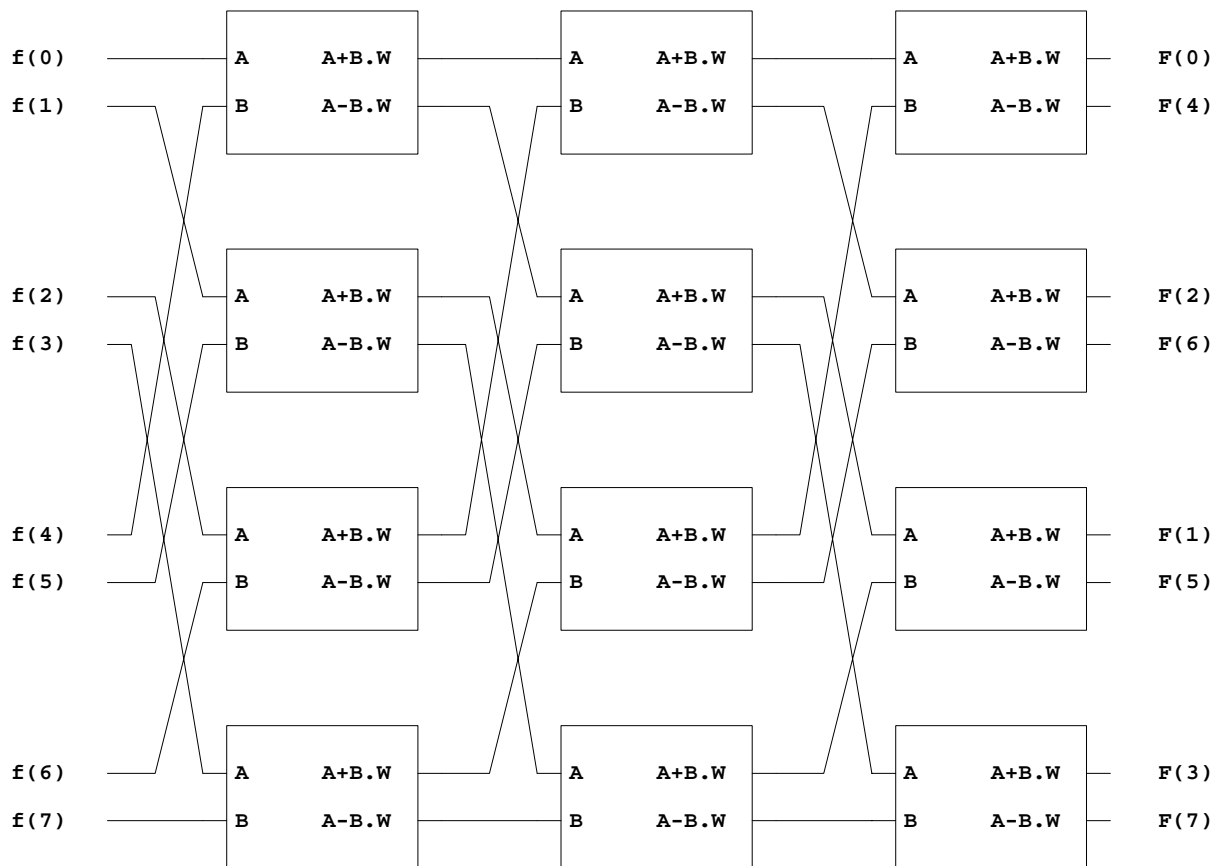 f(0) A A+B.W A A+B.W A A+B.W F(0)
f(1) B A-B.W B A-B.W B A-B.W F(4)
f(2) A A+B.W A A+B.W A A+B.W F(2)
f(3) B A-B.W B A-B.W B A-B.W F(6)
f(4) A A+B.W A A+B.W A A+B.W F(1)
f(5) B A-B.W B A-B.W B A-B.W F(5)
f(6) A A+B.W A A+B.W A A+B.W F(3)
f(7) B A-B.W B A-B.W B A-B.W F(7)